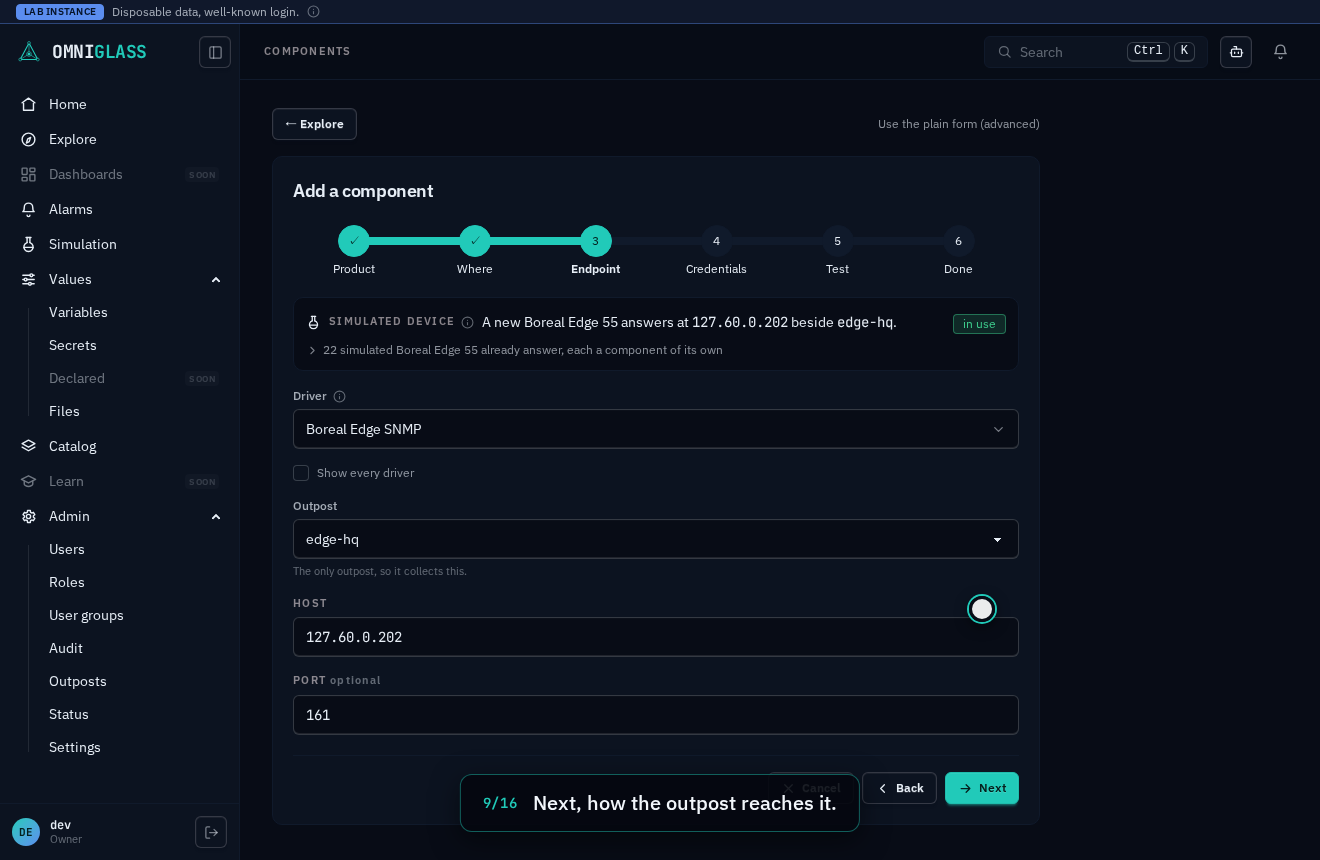 LAB INSTANCE Disposable data, well-known login.
OMNIGLASS
COMPONENTS
Search Ctrl K
Home
Explore
Dashboards SOON
Alarms
Simulation
Values
Variables
Secrets
Declared SOON
Files
Catalog
Learn SOON
Admin
Users
Roles
User groups
Audit
Outposts
Status
Settings
DE dev
Owner
← Explore
Use the plain form (advanced)
Add a component
✓ ✓ 3 4 5 6
Product Where Endpoint Credentials Test Done
SIMULATED DEVICE A new Boreal Edge 55 answers at 127.60.0.202 beside edge-hq. in use
22 simulated Boreal Edge 55 already answer, each a component of its own
Driver
Boreal Edge SNMP
Show every driver
Outpost
edge-hq
The only outpost, so it collects this.
HOST
127.60.0.202
PORT optional
161
Cancel Back Next
9/16 Next, how the outpost reaches it.